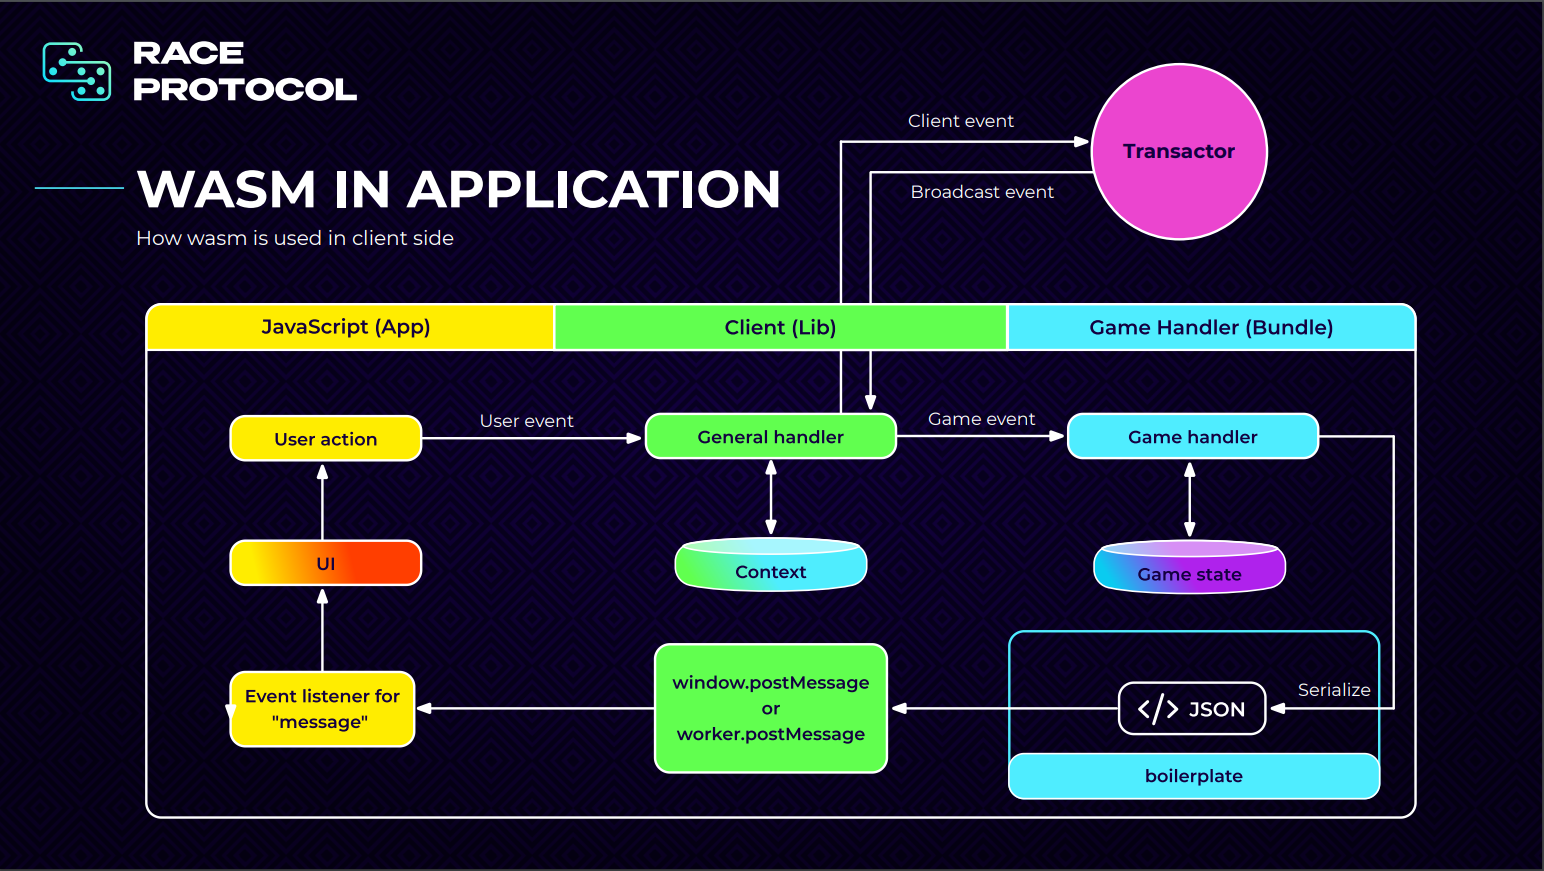 RACE
PROTOCOL
WASM IN APPLICATION
How wasm is used in client side
Client event
Transactor
Broadcast event
JavaScript (App)
Client (Lib)
Game Handler (Bundle)
User action
User event
General handler
Game event
Game handler
UI
Context
Game state
Event listener for
"message"
window.postMessage
or
worker.postMessage
</> JSON
Serialize
boilerplate